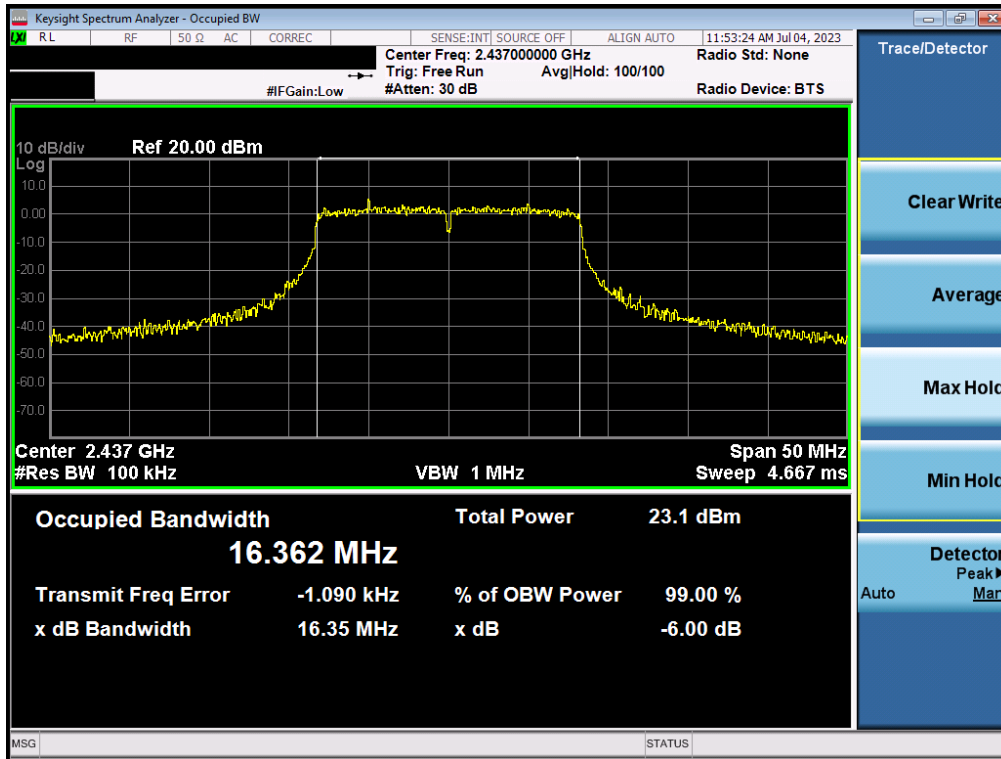 Keysight Spectrum Analyzer - Occupied BW
LXI RL RF 50 Ω AC CORREC SENSE:INT SOURCE OFF ALIGN AUTO 11:53:24 AM Jul 04, 2023
Center Freq: 2.437000000 GHz Radio Std: None
Trig: Free Run Avg|Hold: 100/100
#IFGain:Low #Atten: 30 dB Radio Device: BTS
10 dB/div Ref 20.00 dBm
Log
10.0
0.00
-10.0
-20.0
-30.0
-40.0
-50.0
-60.0
-70.0
Center 2.437 GHz Span 50 MHz
#Res BW 100 kHz VBW 1 MHz Sweep 4.667 ms
Occupied Bandwidth Total Power 23.1 dBm
16.362 MHz
Transmit Freq Error -1.090 kHz % of OBW Power 99.00 %
x dB Bandwidth 16.35 MHz x dB -6.00 dB
MSG STATUS
Trace/Detector
Clear Write
Average
Max Hold
Min Hold
Detector
Peak▶
Auto Man